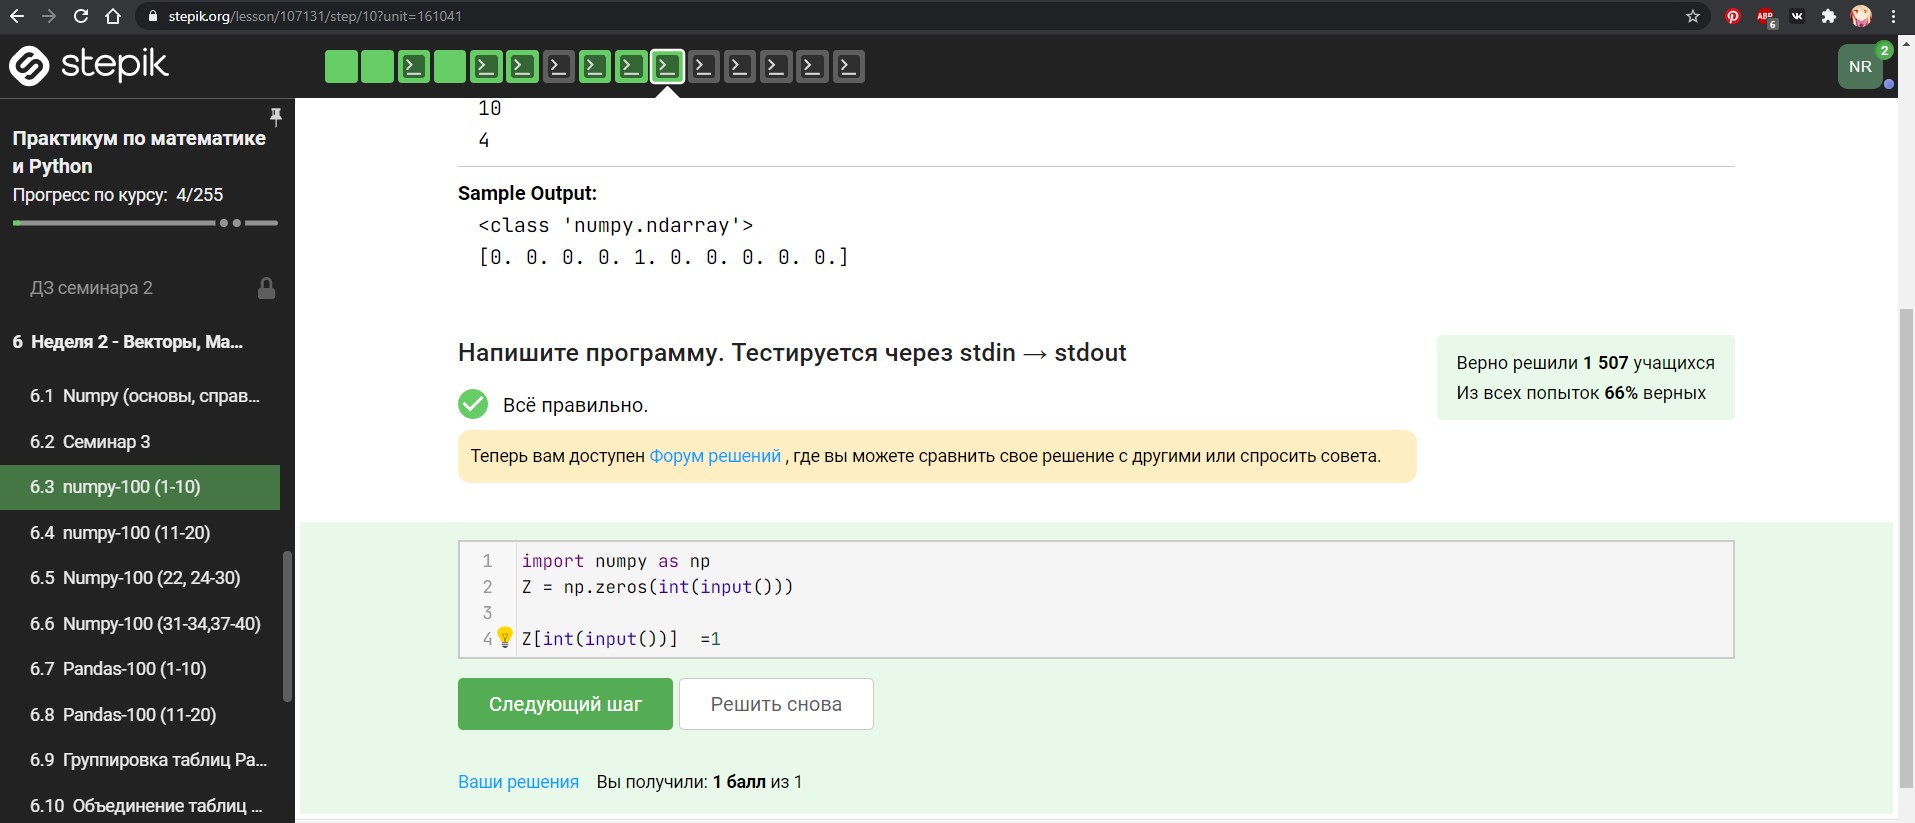 stepik.org/lesson/107131/step/10?unit=161041
ABP
6
stepik
NR
2
Практикум по математике
и Python
Прогресс по курсу: 4/255
ДЗ семинара 2
6 Неделя 2 - Векторы, Ма...
6.1 Numpy (основы, справ...
6.2 Семинар 3
6.3 numpy-100 (1-10)
6.4 numpy-100 (11-20)
6.5 Numpy-100 (22, 24-30)
6.6 Numpy-100 (31-34,37-40)
6.7 Pandas-100 (1-10)
6.8 Pandas-100 (11-20)
6.9 Группировка таблиц Pa...
6.10 Объединение таблиц ...
10
4
Sample Output:
<class 'numpy.ndarray'>
[0. 0. 0. 0. 1. 0. 0. 0. 0. 0.]
Напишите программу. Тестируется через stdin → stdout
Верно решили 1 507 учащихся
Из всех попыток 66% верных
Всё правильно.
Теперь вам доступен Форум решений , где вы можете сравнить свое решение с другими или спросить совета.
1 import numpy as np
2 Z = np.zeros(int(input()))
3
4 Z[int(input())]  =1
Следующий шаг
Решить снова
Ваши решения Вы получили: 1 балл из 1